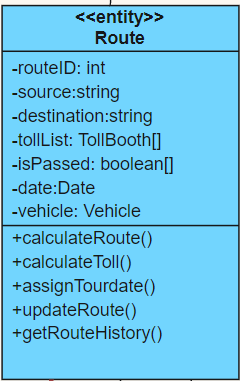 <<entity>>
Route
-routeID: int
-source:string
-destination:string
-tollList: TollBooth[]
-isPassed: boolean[]
-date:Date
-vehicle: Vehicle
+calculateRoute()
+calculateToll()
+assignTourdate()
+updateRoute()
+getRouteHistory()